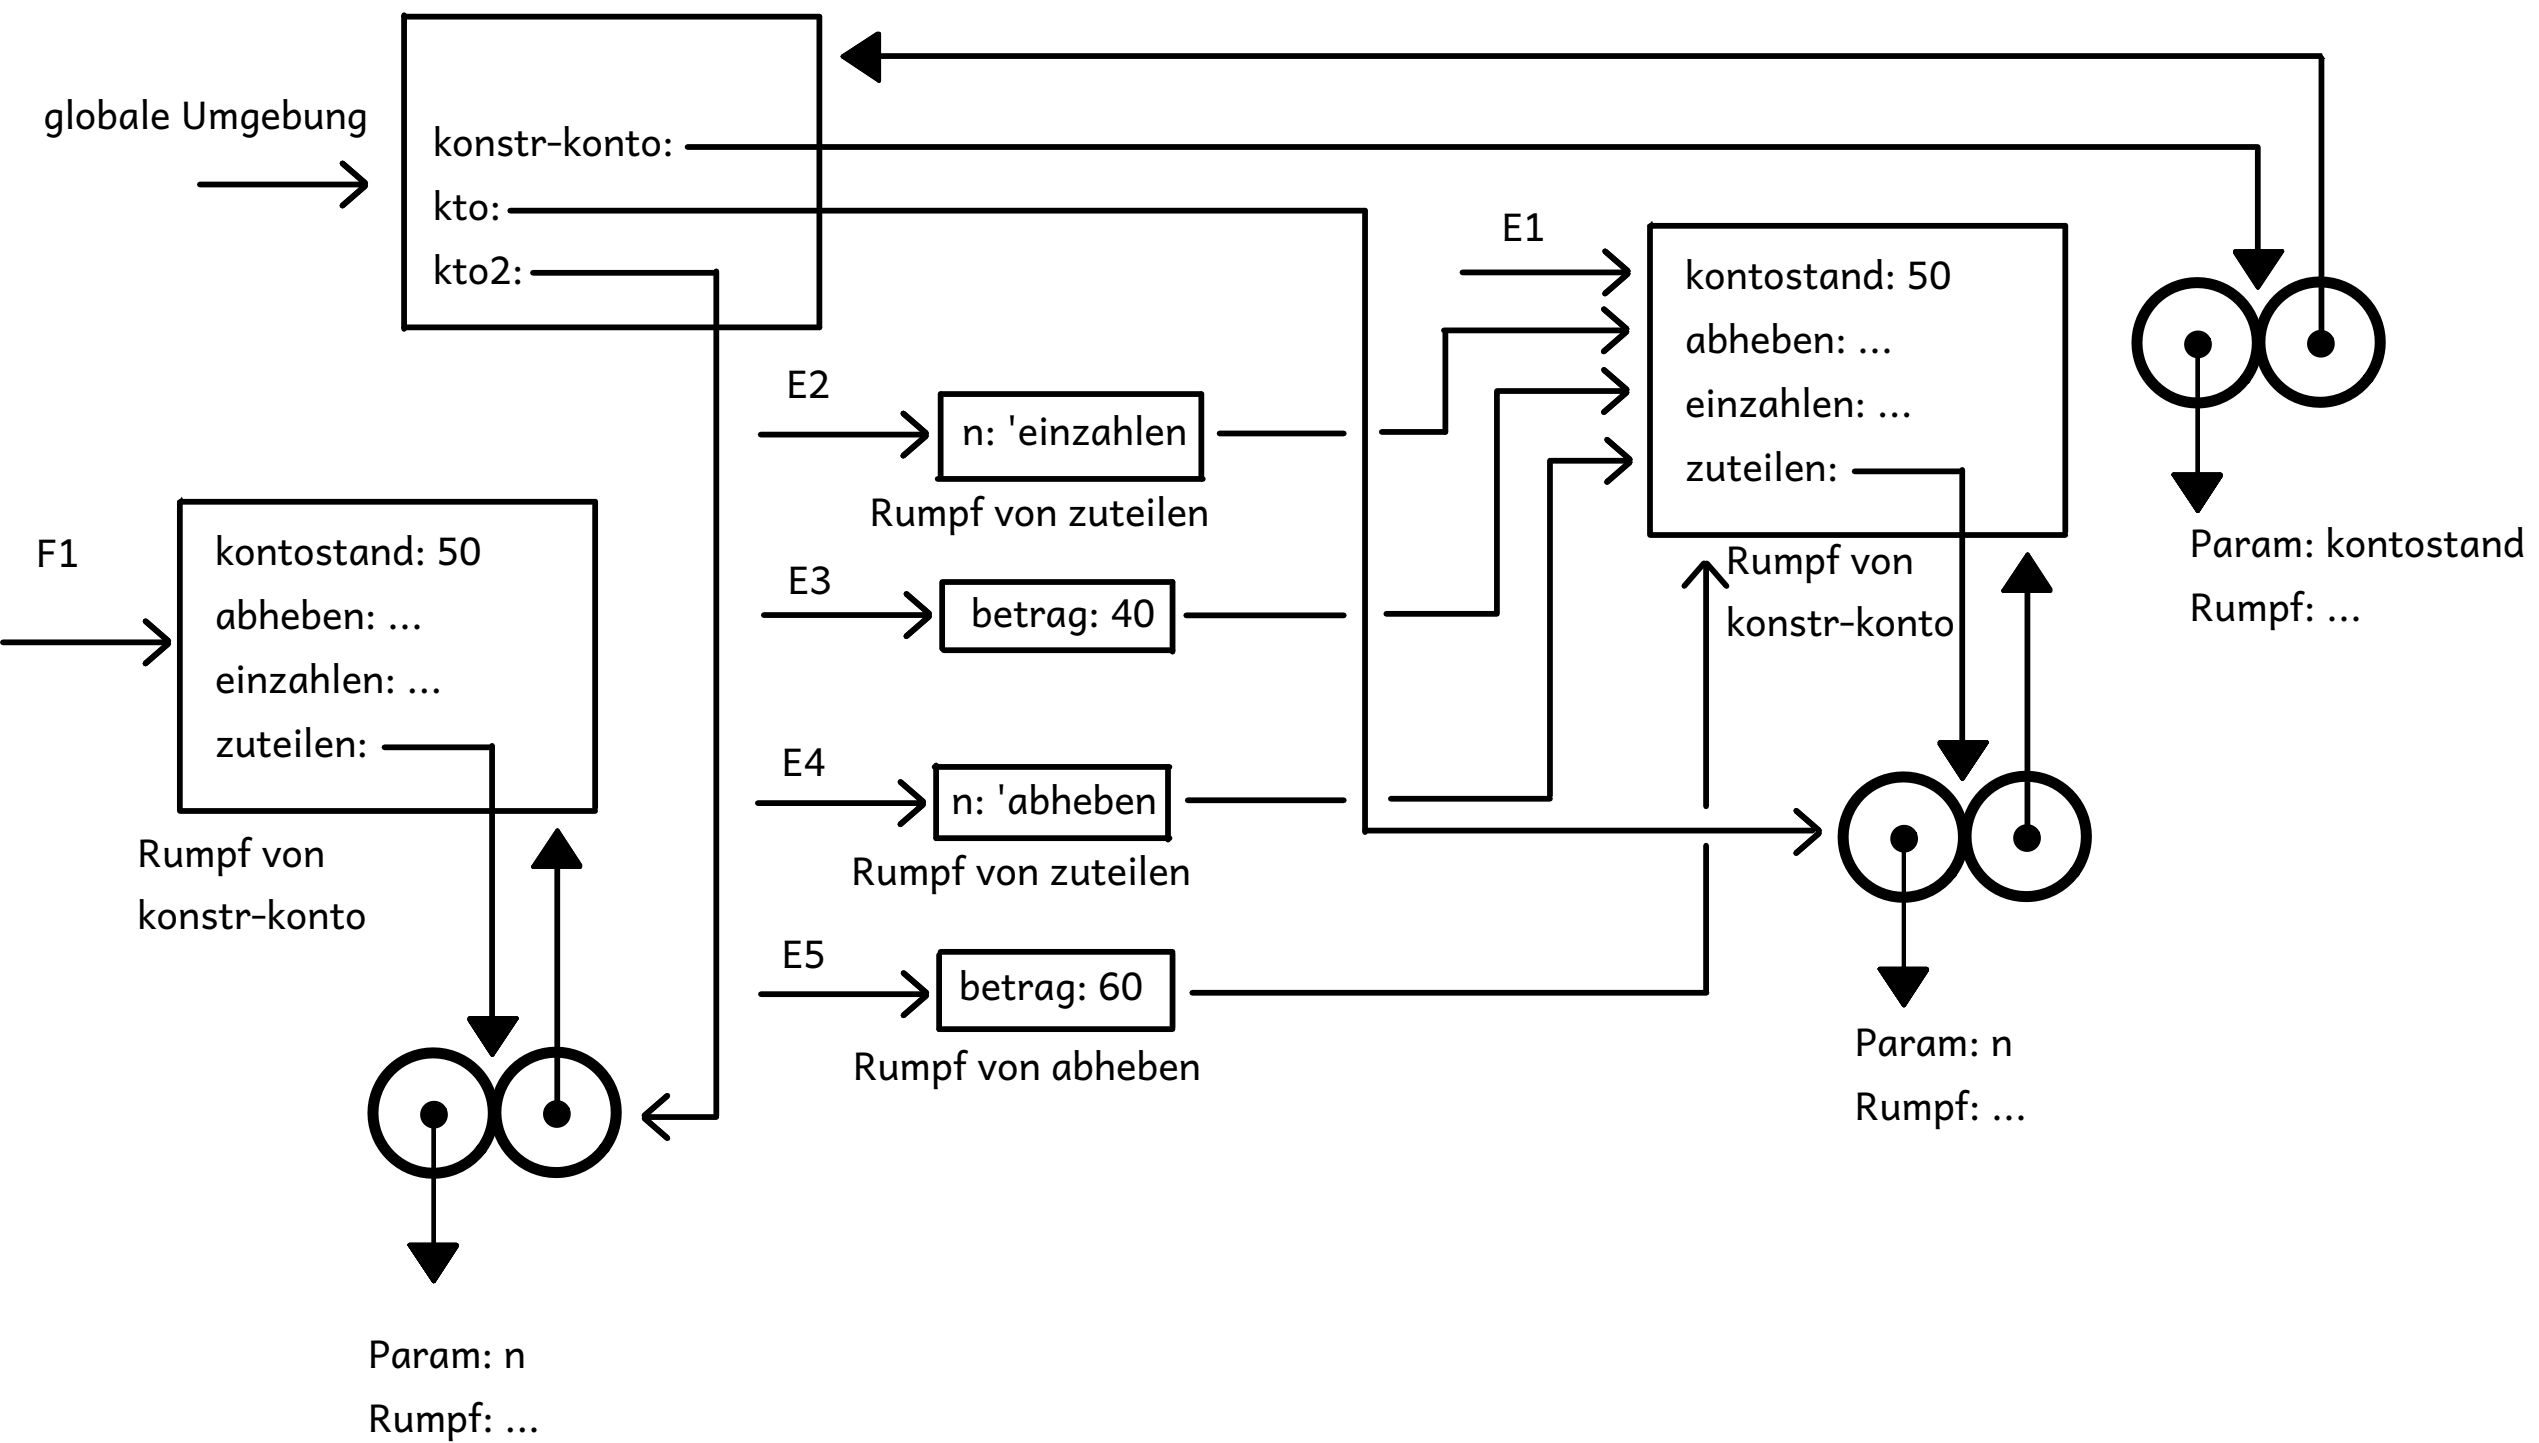 globale Umgebung
konstr-konto:
kto:
kto2:
E1
kontostand: 50
abheben: ...
einzahlen: ...
zuteilen:
Rumpf von
konstr-konto
Param: kontostand
Rumpf: ...
E2
n: 'einzahlen
Rumpf von zuteilen
E3
betrag: 40
E4
n: 'abheben
Rumpf von zuteilen
E5
betrag: 60
Rumpf von abheben
Param: n
Rumpf: ...
F1
kontostand: 50
abheben: ...
einzahlen: ...
zuteilen:
Rumpf von
konstr-konto
Param: n
Rumpf: ...